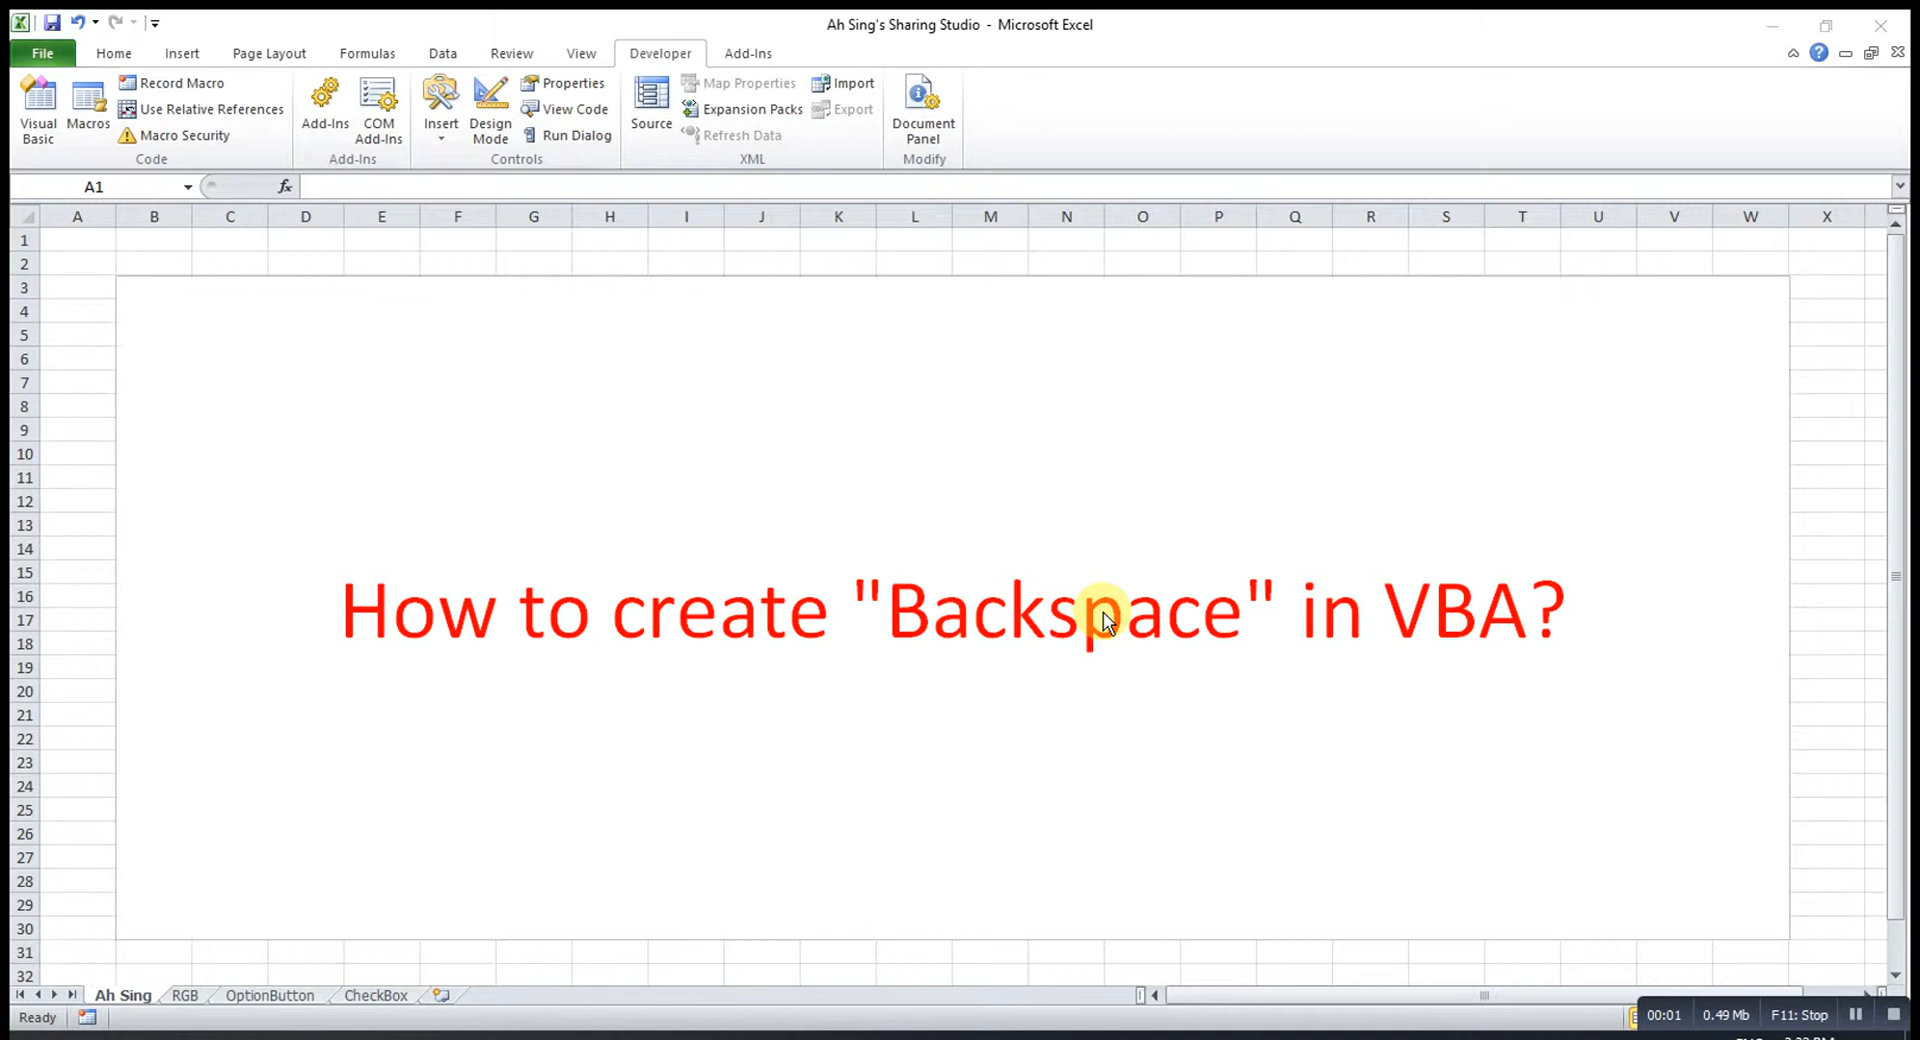 Ah Sing's Sharing Studio - Microsoft Excel
File Home Insert Page Layout Formulas Data Review View Developer Add-Ins
Visual Basic
Macros
Record Macro
Use Relative References
Macro Security
Code
Add-Ins
COM Add-Ins
Add-Ins
Insert
Design Mode
Properties
View Code
Run Dialog
Controls
Source
Map Properties
Expansion Packs
Refresh Data
Import
Export
XML
Document Panel
Modify
A1 fx
A B C D E F G H I J K L M N O P Q R S T U V W X
1
2
3
4
5
6
7
8
9
10
11
12
13
14
15
16
17
18
19
20
21
22
23
24
25
26
27
28
29
30
31
32
How to create "Backspace" in VBA?
Ah Sing RGB OptionButton CheckBox
Ready
00:01 0.49 Mb F11: Stop